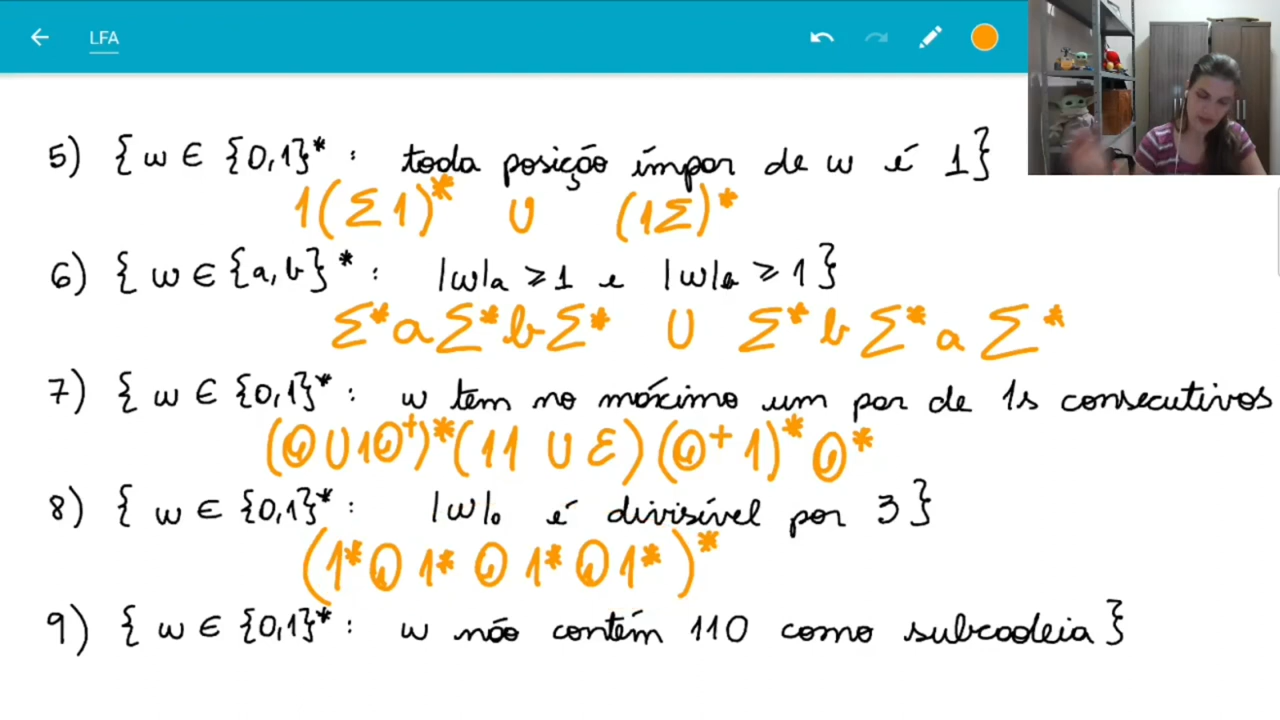 LFA
5) { w ∈ {0,1}* : toda posição ímpar de w é 1}
1(Σ1)* ∪ (1Σ)*
6) { w ∈ {a,b}* : |w|a ≥ 1 e |w|b ≥ 1}
Σ*aΣ*bΣ* ∪ Σ*bΣ*aΣ*
7) { w ∈ {0,1}* : w tem no máximo um par de 1s consecutivos
(0∪10⁺)*(11 ∪ ε)(0⁺1)*0*
8) { w ∈ {0,1}* : |w|₀ é divisível por 3}
(1*01*01*01*)*
9) { w ∈ {0,1}* : w não contém 110 como subcadeia}